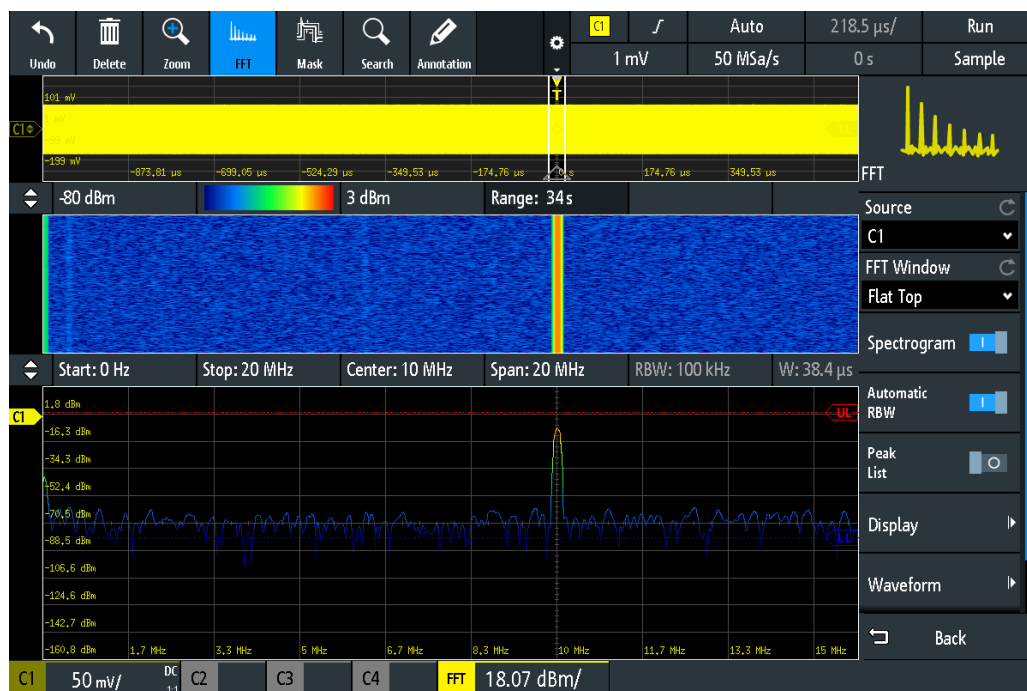 C1 Auto 218.5 µs/ Run
Undo Delete Zoom FFT Mask Search Annotation
1 mV 50 MSa/s 0 s Sample
T
101 mV
1 mV
C1
TL
-99 mV
-199 mV
-873.81 µs -699.05 µs -524.29 µs -349.53 µs -174.76 µs 0 s 174.76 µs 349.53 µs
FFT
-80 dBm 3 dBm Range: 34 s
Source
C1
FFT Window
Flat Top
Spectrogram
Start: 0 Hz Stop: 20 MHz Center: 10 MHz Span: 20 MHz RBW: 100 kHz W: 38.4 µs
Automatic
RBW
1.8 dBm
C1
UL
-16.3 dBm
-34.3 dBm
Peak
List
-52.4 dBm
-70.5 dBm
Display
-88.5 dBm
LL
-106.6 dBm
-124.6 dBm
Waveform
-142.7 dBm
Back
-160.8 dBm 1.7 MHz 3.3 MHz 5 MHz 6.7 MHz 8.3 MHz 10 MHz 11.7 MHz 13.3 MHz 15 MHz
C1 50 mV/ DC C2 C3 C4 FFT 18.07 dBm/
1:1